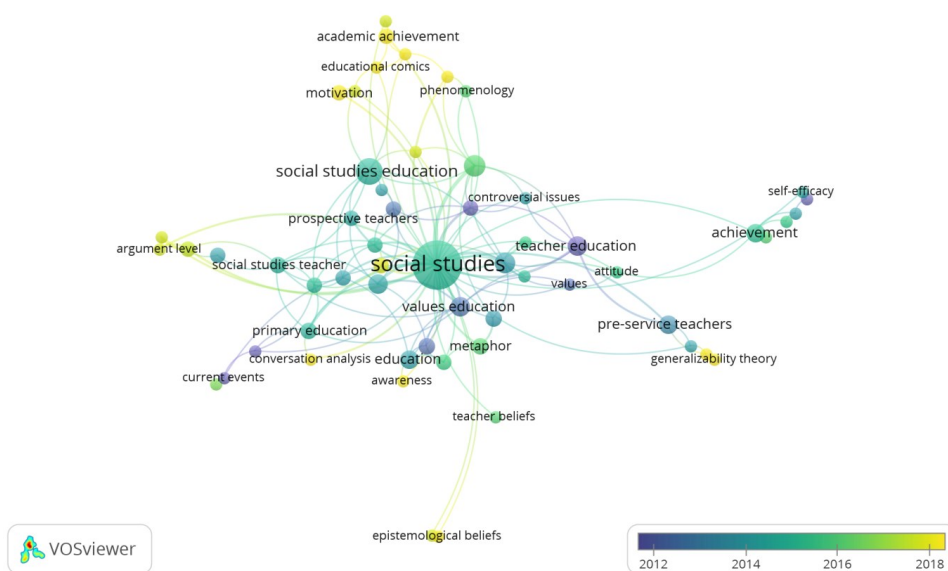 academic achievement
educational comics
motivation
phenomenology
social studies education
self-efficacy
controversial issues
prospective teachers
achievement
teacher education
argument level
social studies teacher
social studies
attitude
values
values education
pre-service teachers
primary education
metaphor
conversation analysis
education
generalizability theory
current events
awareness
teacher beliefs
epistemological beliefs
VOSviewer
2012 2014 2016 2018